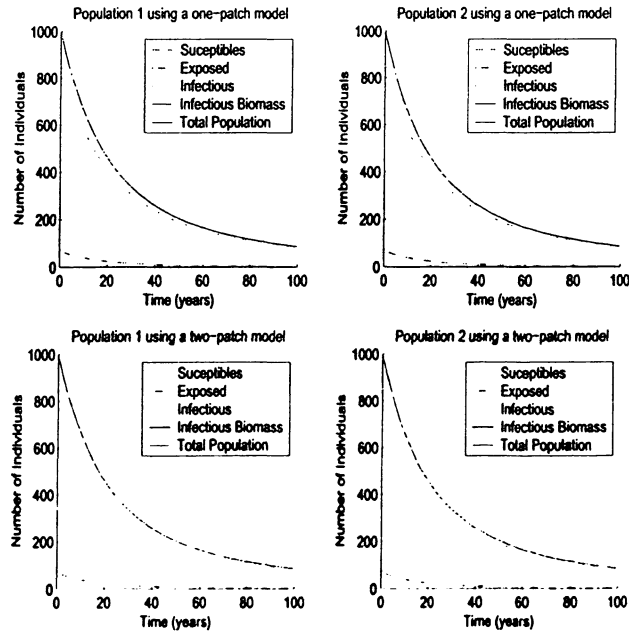 Population 1 using a one-patch model
Number of Individuals
1000
800
600
400
200
0
Suceptibles
Exposed
Infectious
Infectious Biomass
Total Population
0 20 40 60 80 100
Time (years)
Population 2 using a one-patch model
Number of Individuals
1000
800
600
400
200
0
Suceptibles
Exposed
Infectious
Infectious Biomass
Total Population
0 20 40 60 80 100
Time (years)
Population 1 using a two-patch model
Number of Individuals
1000
800
600
400
200
0
Suceptibles
Exposed
Infectious
Infectious Biomass
Total Population
0 20 40 60 80 100
Time (years)
Population 2 using a two-patch model
Number of Individuals
1000
800
600
400
200
0
Suceptibles
Exposed
Infectious
Infectious Biomass
Total Population
0 20 40 60 80 100
Time (years)